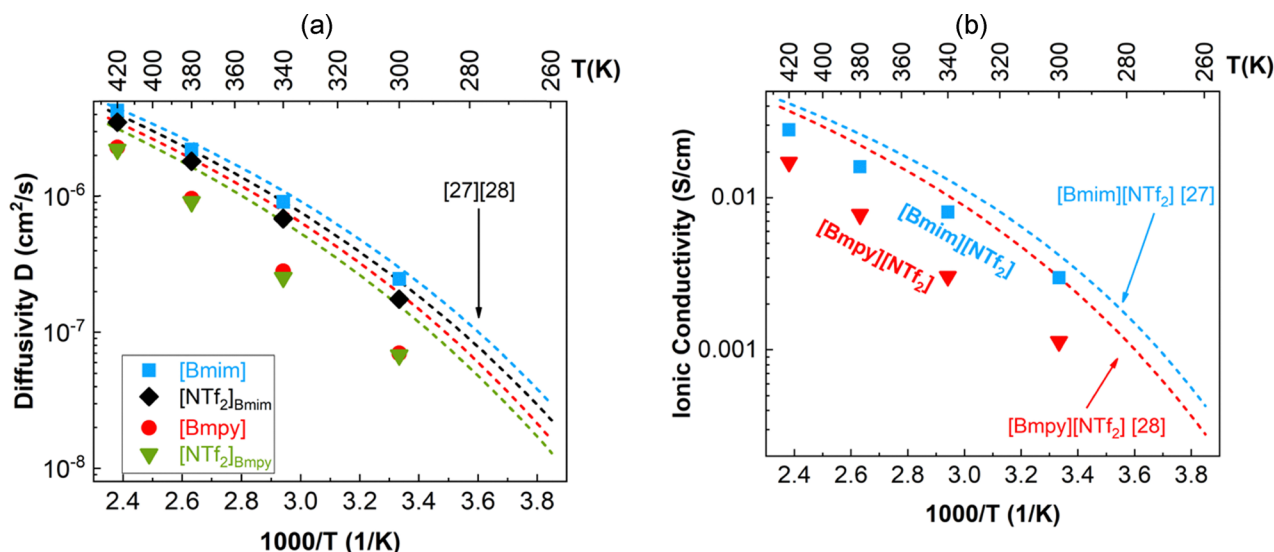 (a)
420 400 380 360 340 320 300 280 260 T(K)
Diffusivity D (cm²/s)
10⁻⁶
10⁻⁷
10⁻⁸
[27][28]
[Bmim]
[NTf₂]Bmim
[Bmpy]
[NTf₂]Bmpy
2.4 2.6 2.8 3.0 3.2 3.4 3.6 3.8
1000/T (1/K)
(b)
420 400 380 360 340 320 300 280 260 T(K)
Ionic Conductivity (S/cm)
0.01
0.001
[Bmim][NTf₂] [27]
[Bmim][NTf₂]
[Bmpy][NTf₂]
[Bmpy][NTf₂] [28]
2.4 2.6 2.8 3.0 3.2 3.4 3.6 3.8
1000/T (1/K)